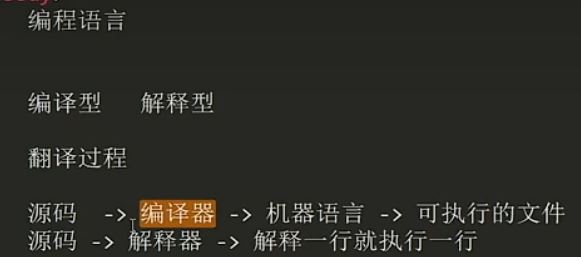 编程语言
编译型 解释型
翻译过程
源码 -> 编译器 -> 机器语言 -> 可执行的文件
源码 -> 解释器 -> 解释一行就执行一行